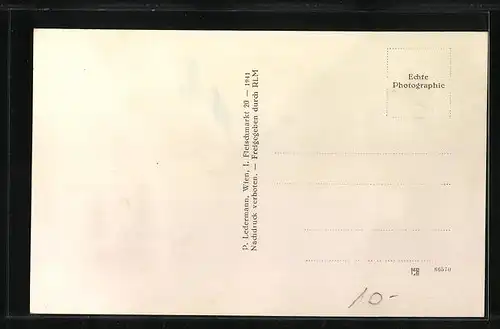 Echte
Photographie
P. Ledermann, Wien, I. Fleischmarkt 20 — 1941
Nachdruck verboten. — Freigegeben durch RLM
10-